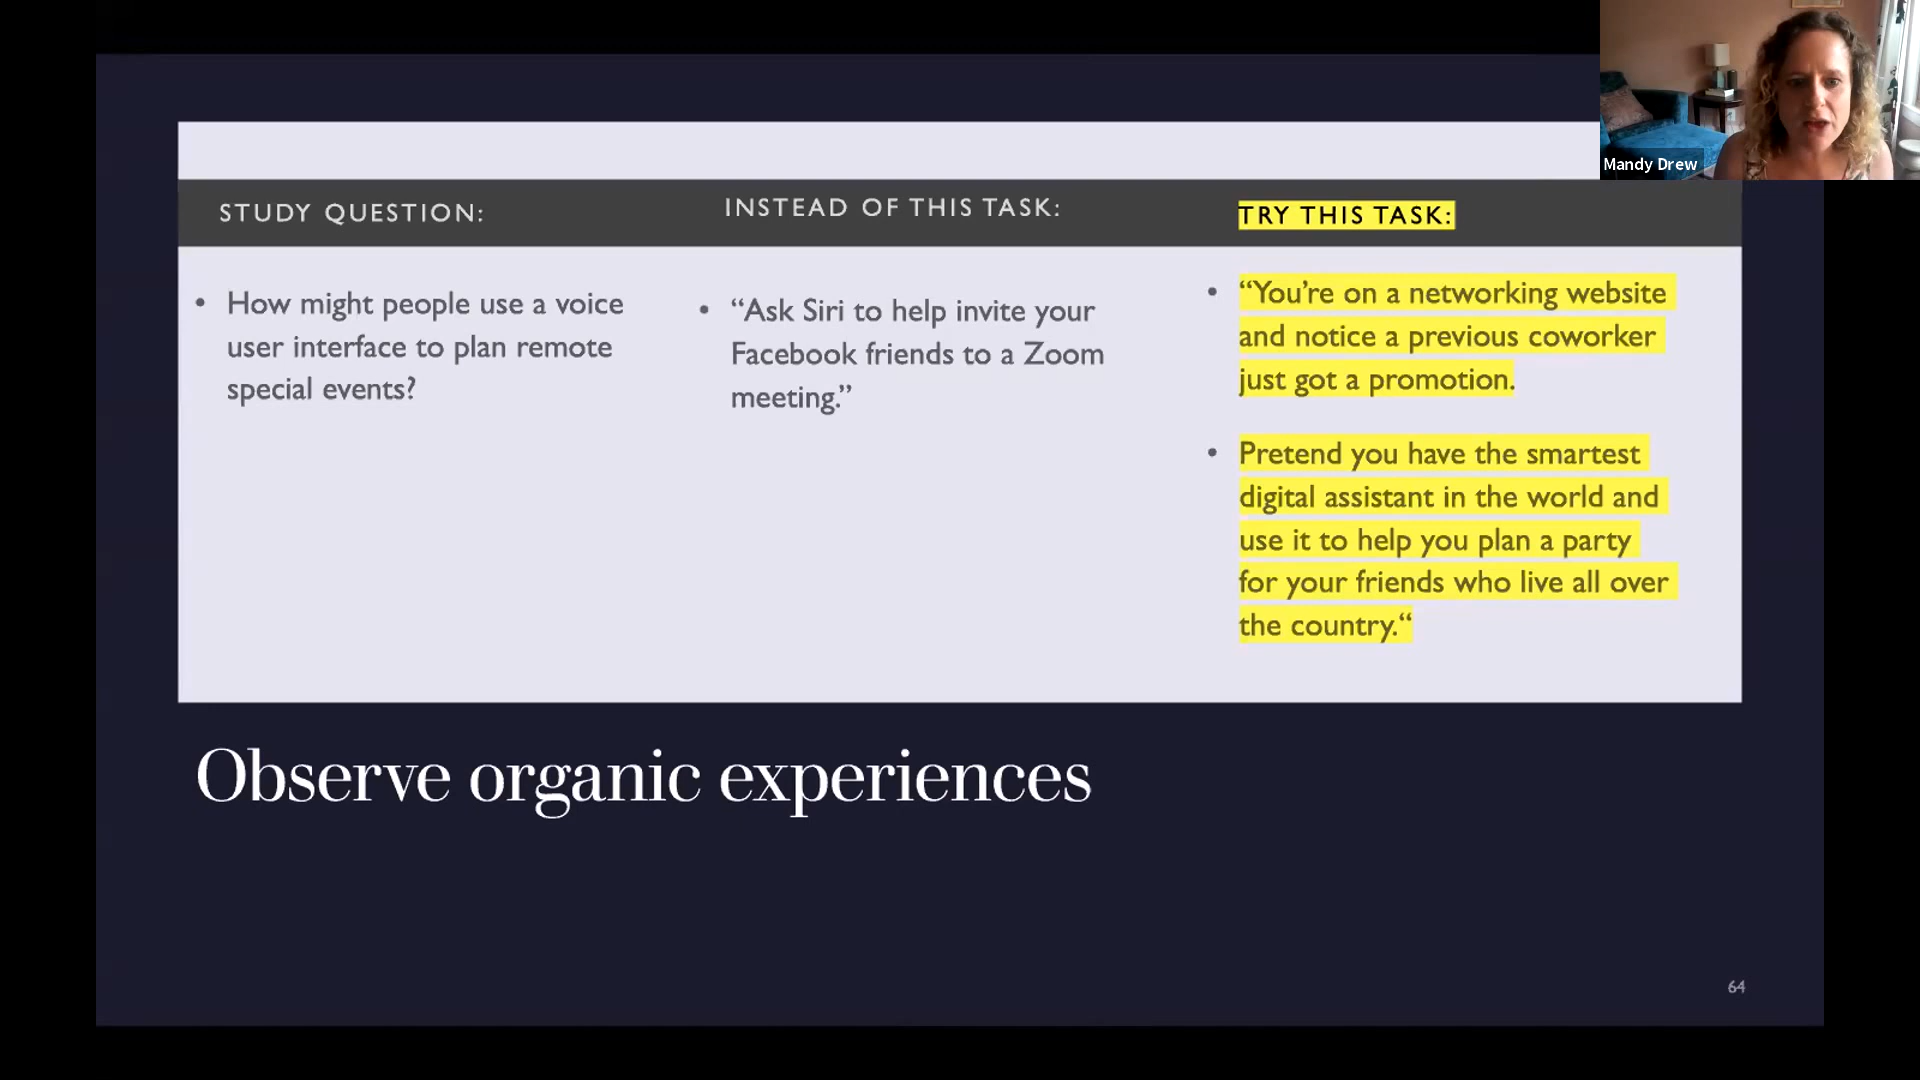 Mandy Drew
STUDY QUESTION:
INSTEAD OF THIS TASK:
TRY THIS TASK:
• How might people use a voice
user interface to plan remote
special events?
• “Ask Siri to help invite your
Facebook friends to a Zoom
meeting.”
• “You’re on a networking website
and notice a previous coworker
just got a promotion.
• Pretend you have the smartest
digital assistant in the world and
use it to help you plan a party
for your friends who live all over
the country.“
Observe organic experiences
64